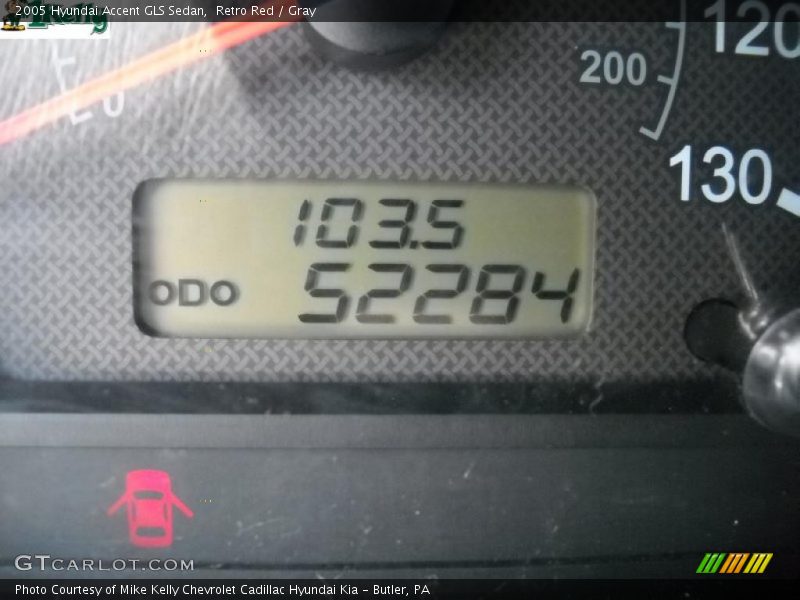 2005 Hyundai Accent GLS Sedan,  Retro Red / Gray
Kelly
120
200
130
103.5
ODO 52284
GTCARLOT.COM
Photo Courtesy of Mike Kelly Chevrolet Cadillac Hyundai Kia - Butler, PA